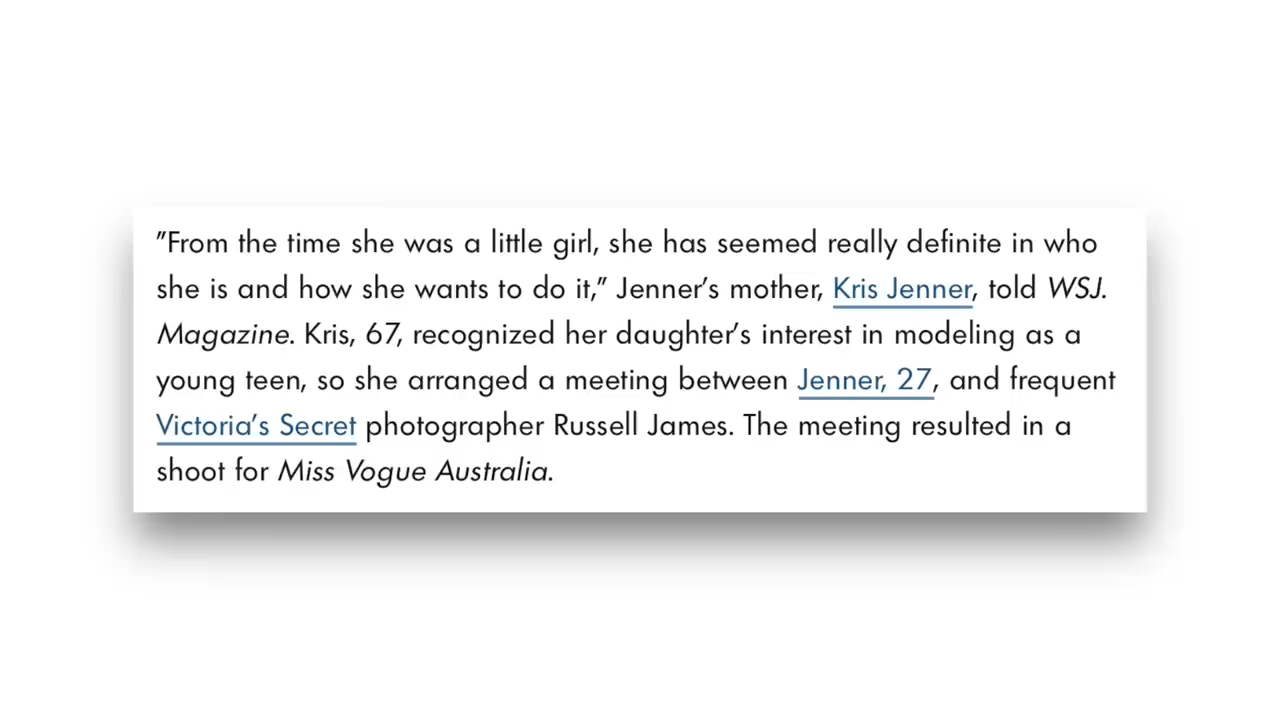 "From the time she was a little girl, she has seemed really definite in who
she is and how she wants to do it,” Jenner’s mother, Kris Jenner, told WSJ.
Magazine. Kris, 67, recognized her daughter’s interest in modeling as a
young teen, so she arranged a meeting between Jenner, 27, and frequent
Victoria’s Secret photographer Russell James. The meeting resulted in a
shoot for Miss Vogue Australia.